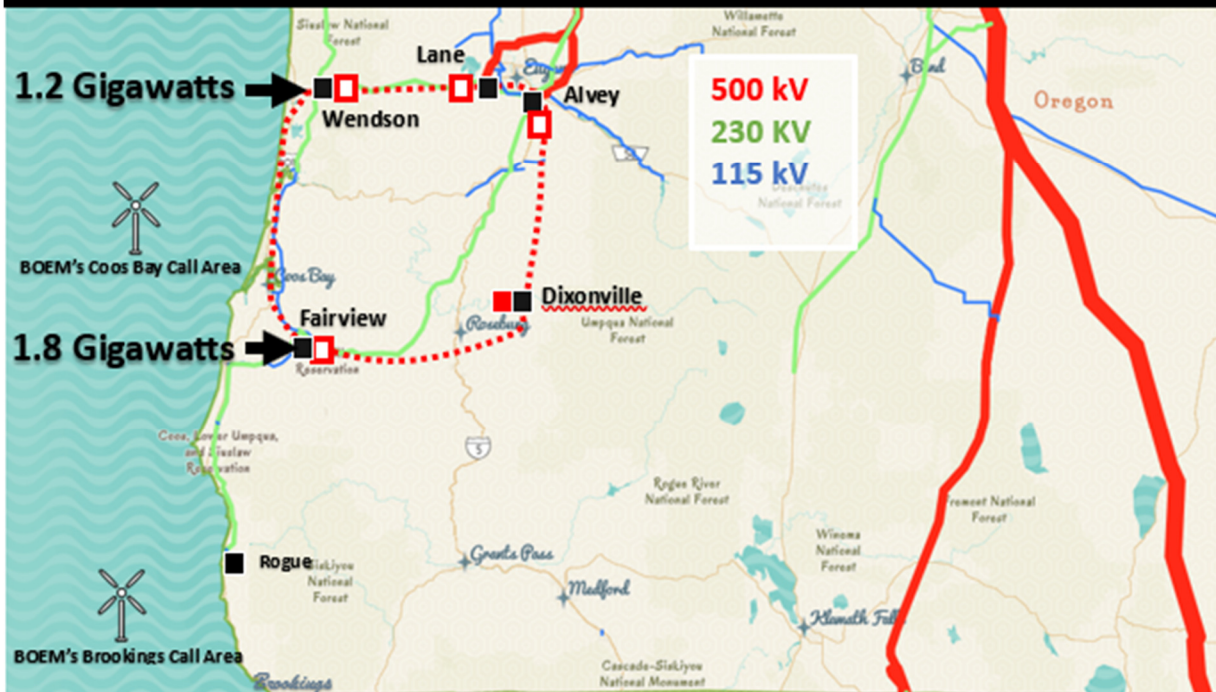 Siuslaw National
Forest
Willamette
National Forest
Lane
1.2 Gigawatts
Wendson
Alvey
Bend
Oregon
500 kV
230 KV
115 kV
Deschutes
National Forest
BOEM's Coos Bay Call Area
Coos Bay
Fairview
Dixonville
Roseburg
Umpqua National
Forest
1.8 Gigawatts
Reservation
Coos, Lower Umpqua,
and Siuslaw
Reservation
5
Rogue River
National Forest
Fremont National
Forest
Winema
National
Forest
Rogue
Siskiyou
National
Forest
Grants Pass
Medford
Klamath Falls
BOEM's Brookings Call Area
Brookings
Cascade-Siskiyou
National Monument